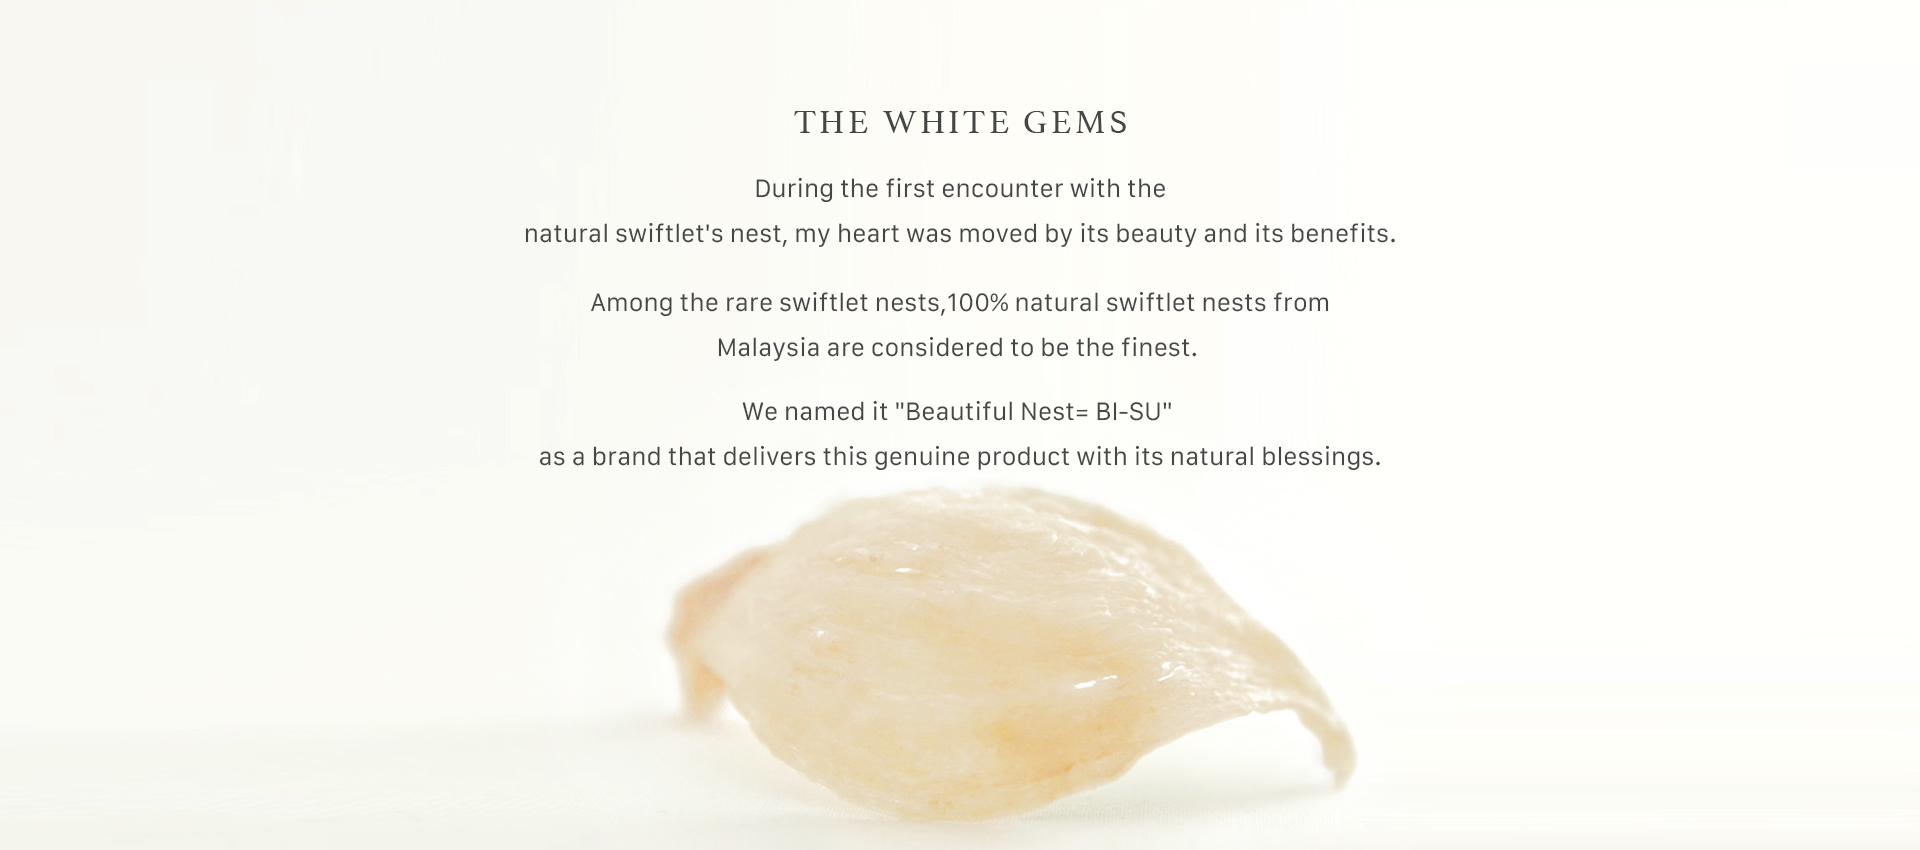 THE WHITE GEMS
During the first encounter with the
natural swiftlet's nest, my heart was moved by its beauty and its benefits.
Among the rare swiftlet nests,100% natural swiftlet nests from
Malaysia are considered to be the finest.
We named it "Beautiful Nest= BI-SU"
as a brand that delivers this genuine product with its natural blessings.